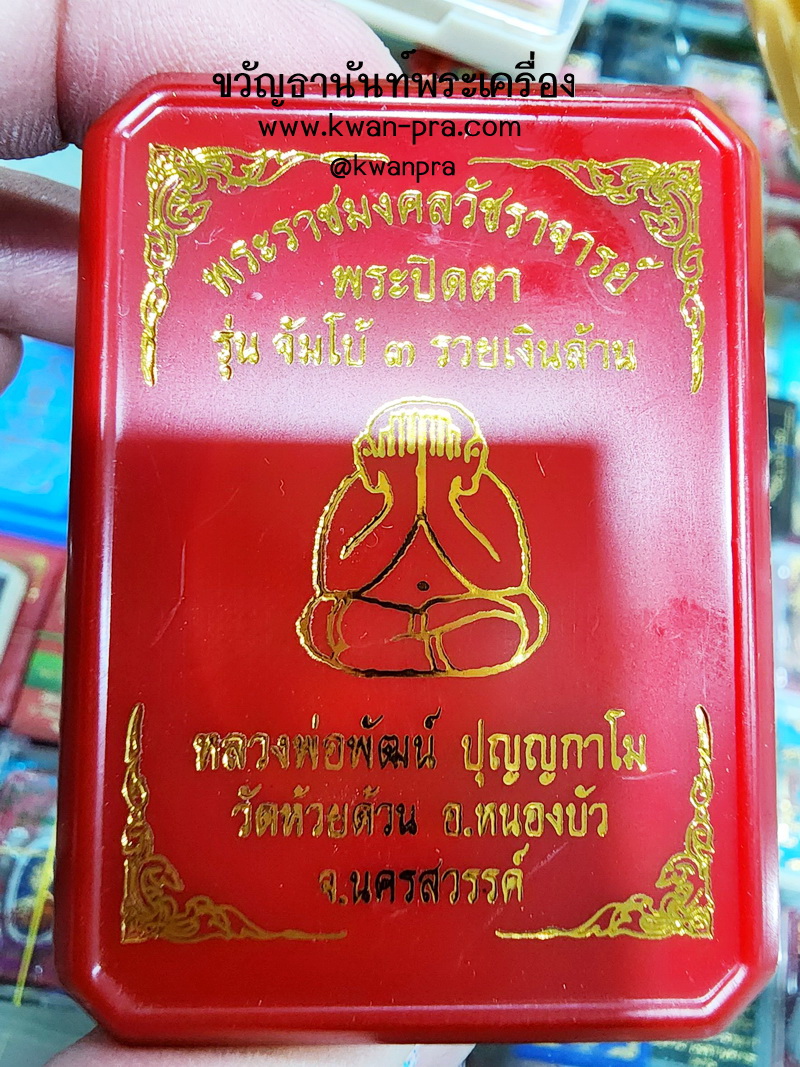 ขวัญธานันท์พระเครื่อง
www.kwan-pra.com
@kwanpra
พระราชมงคลวัชราจารย์
พระปิดตา
รุ่น จัมโบ้ ๓ รวยเงินล้าน
หลวงพ่อพัฒน์ ปุญญกาโม
วัดห้วยด้วน อ.หนองบัว
จ.นครสวรรค์